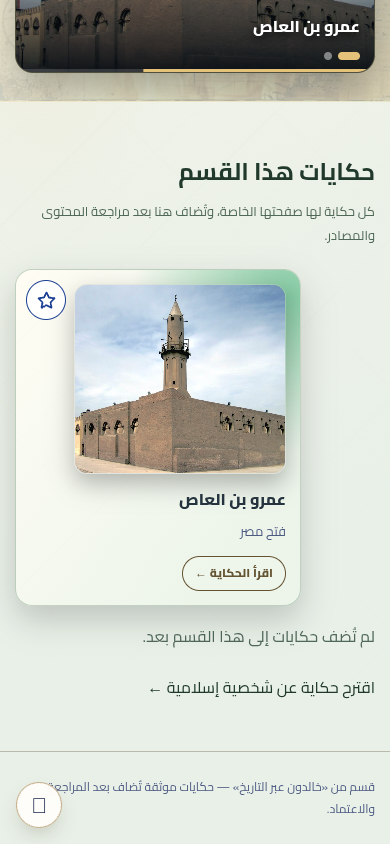 عمرو بن العاص
حكايات هذا القسم
كل حكاية لها صفحتها الخاصة، وتُضاف هنا بعد مراجعة المحتوى
والمصادر.
عمرو بن العاص
فتح مصر
اقرأ الحكاية ←
لم تُضف حكايات إلى هذا القسم بعد.
اقترح حكاية عن شخصية إسلامية ←
قسم من «خالدون عبر التاريخ» — حكايات موثقة تُضاف بعد المراجعة
والاعتماد.